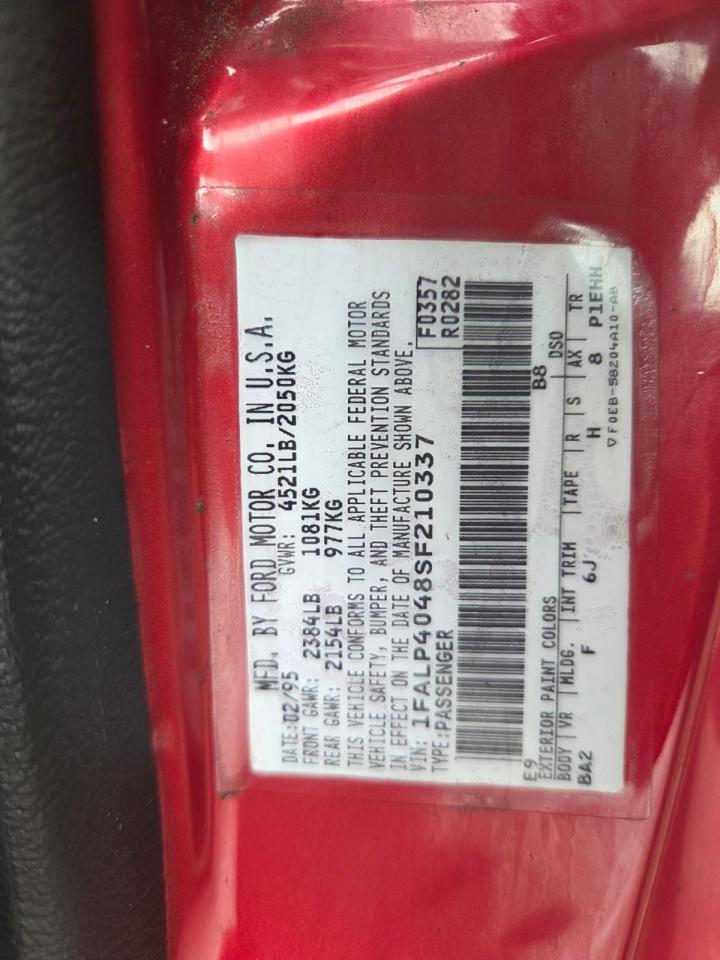 MFD. BY FORD MOTOR CO. IN U.S.A.
DATE: 02/95 GVWR: 4521LB/2050KG
FRONT GAWR: 2384LB 1081KG
REAR GAWR: 2154LB 977KG
THIS VEHICLE CONFORMS TO ALL APPLICABLE FEDERAL MOTOR
VEHICLE SAFETY, BUMPER, AND THEFT PREVENTION STANDARDS
IN EFFECT ON THE DATE OF MANUFACTURE SHOWN ABOVE.
VIN: 1FALP4048SF210337 F0357
TYPE: PASSENGER R0282
E9 B8
EXTERIOR PAINT COLORS DSO
BODY VR MLDG. INT TRIM TAPE R S AX TR
BA2 F 6J H 8 P1EHH
▽F0EB-58204A10-AB